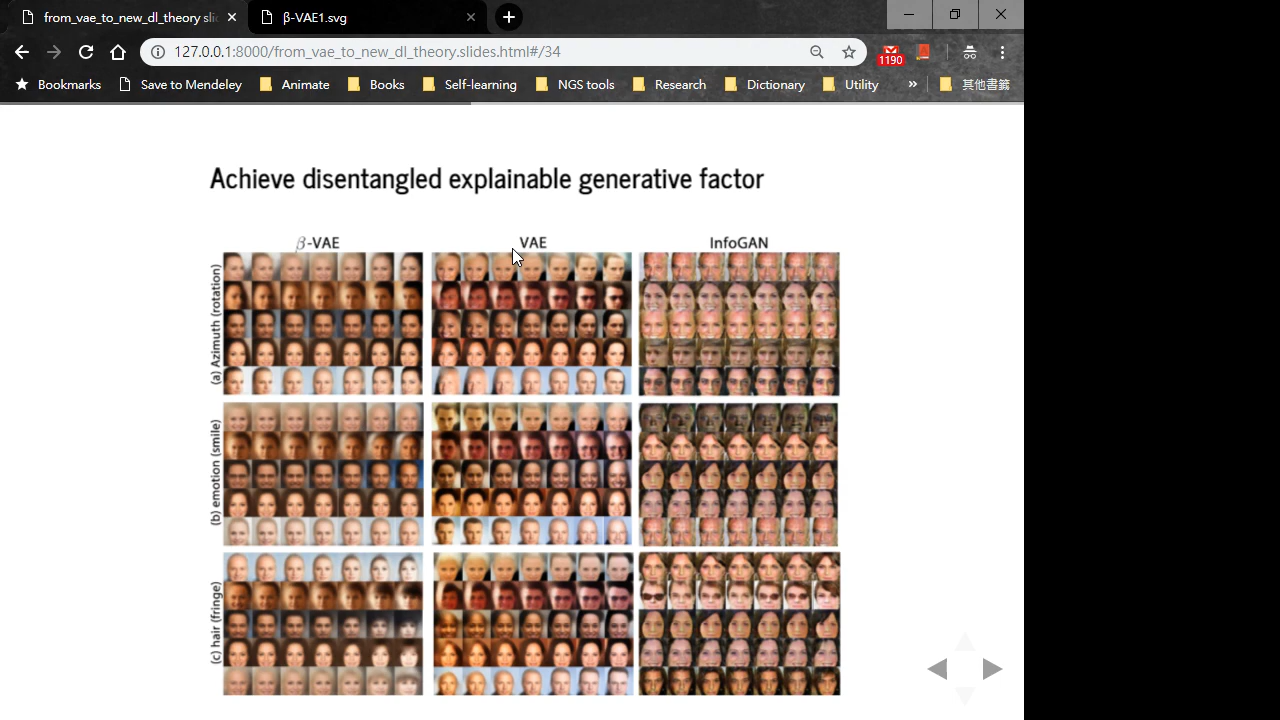 from_vae_to_new_dl_theory slid
β-VAE1.svg
127.0.0.1:8000/from_vae_to_new_dl_theory.slides.html#/34
1190
Bookmarks
Save to Mendeley
Animate
Books
Self-learning
NGS tools
Research
Dictionary
Utility
»
其他書籤
Achieve disentangled explainable generative factor
β-VAE
VAE
InfoGAN
(a) Azimuth (rotation)
(b) emotion (smile)
(c) hair (fringe)